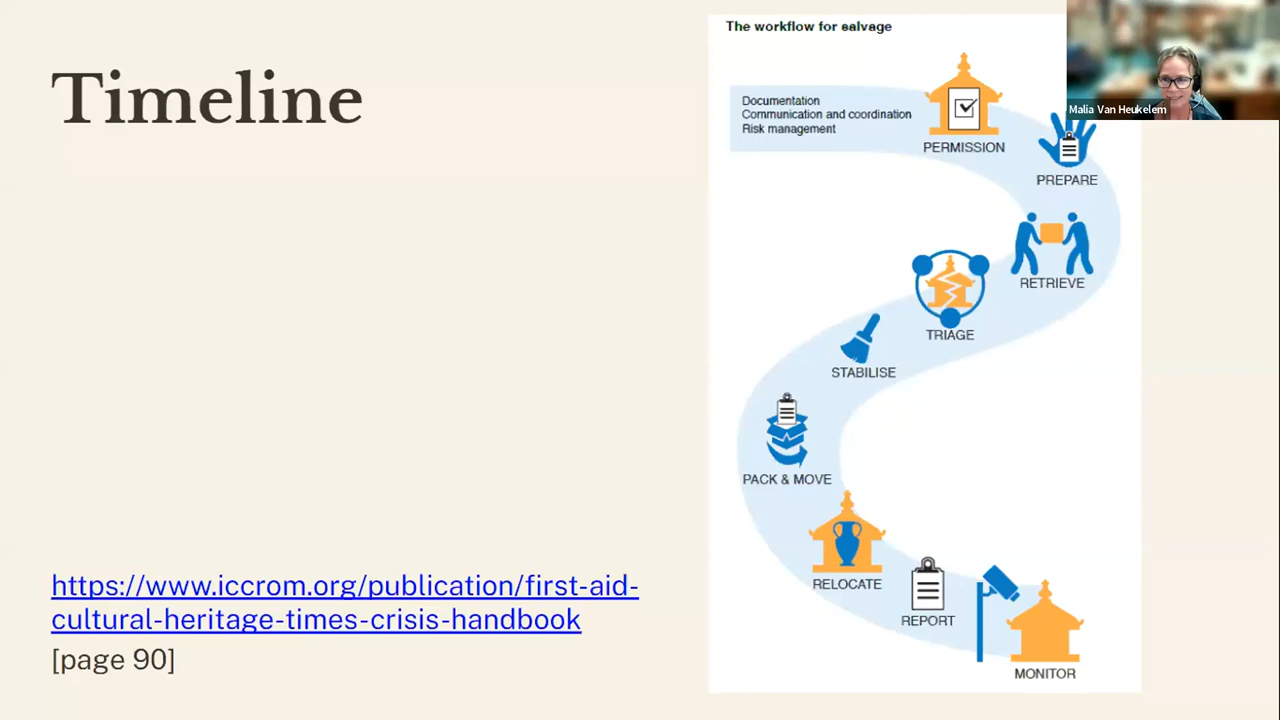 Timeline
https://www.iccrom.org/publication/first-aid-
cultural-heritage-times-crisis-handbook
[page 90]
The workflow for salvage
Documentation
Communication and coordination
Risk management
PERMISSION
PREPARE
RETRIEVE
TRIAGE
STABILISE
PACK & MOVE
RELOCATE
REPORT
MONITOR
Malia Van Heukelem